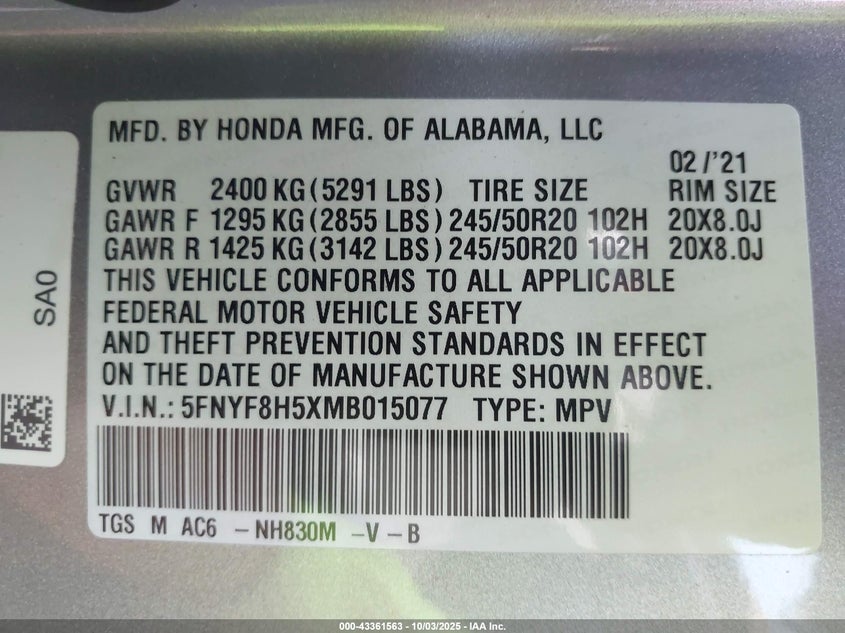 MFD. BY HONDA MFG. OF ALABAMA, LLC
02/'21
GVWR 2400 KG (5291 LBS) TIRE SIZE RIM SIZE
GAWR F 1295 KG (2855 LBS) 245/50R20 102H 20X8.0J
GAWR R 1425 KG (3142 LBS) 245/50R20 102H 20X8.0J
THIS VEHICLE CONFORMS TO ALL APPLICABLE
FEDERAL MOTOR VEHICLE SAFETY
AND THEFT PREVENTION STANDARDS IN EFFECT
ON THE DATE OF MANUFACTURE SHOWN ABOVE.
V.I.N.: 5FNYF8H5XMB015077 TYPE: MPV
TGS M AC6 – NH830M –V – B
SA0
000-43361563 - 10/03/2025 - IAA Inc.